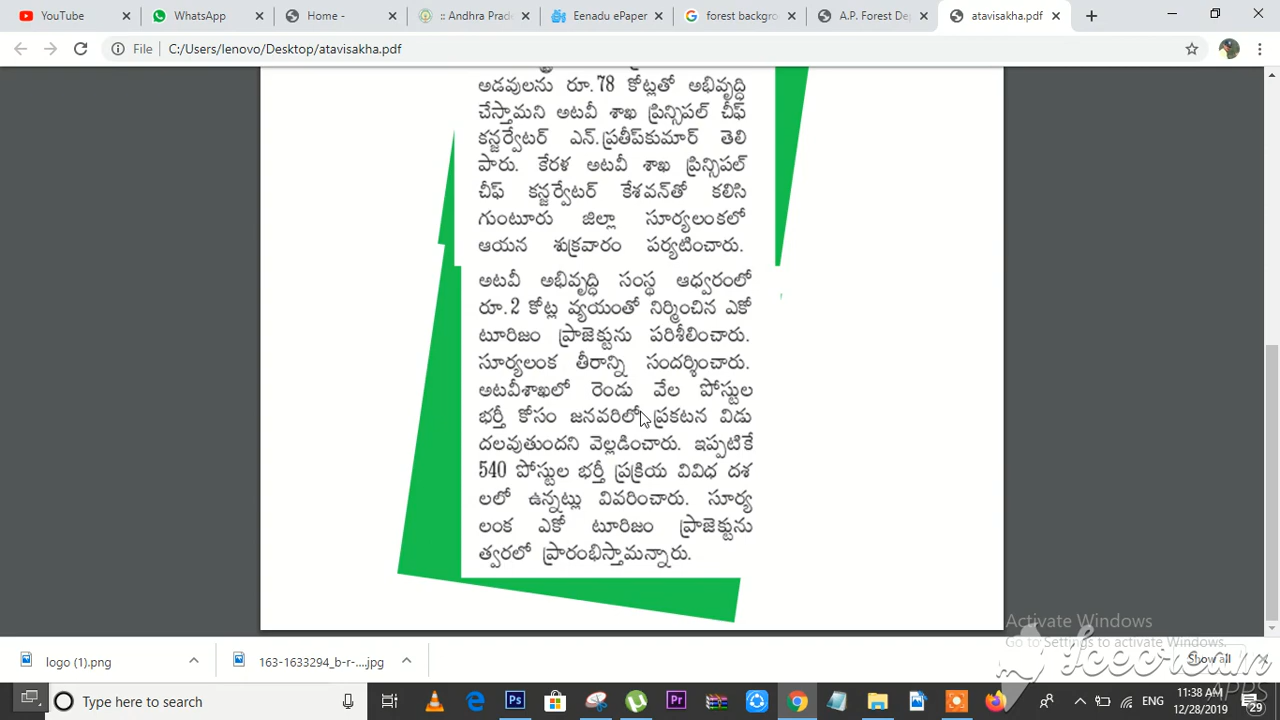 YouTube
WhatsApp
Home -
:: Andhra Prade
Eenadu ePaper
forest backgro
A.P. Forest De
atavisakha.pdf
File C:/Users/lenovo/Desktop/atavisakha.pdf
అడవులను రూ.78 కోట్లతో అభివృద్ధి
చేస్తామని అటవీ శాఖ ప్రిన్సిపల్ చీఫ్
కన్జర్వేటర్ ఎన్.ప్రతీప్‌కుమార్ తెలి
పారు. కేరళ అటవీ శాఖ ప్రిన్సిపల్
చీఫ్ కన్జర్వేటర్ కేశవన్‌తో కలిసి
గుంటూరు జిల్లా సూర్యలంకలో
ఆయన శుక్రవారం పర్యటించారు.
అటవీ అభివృద్ధి సంస్థ ఆధ్వరంలో
రూ.2 కోట్ల వ్యయంతో నిర్మించిన ఎకో
టూరిజం ప్రాజెక్టును పరిశీలించారు.
సూర్యలంక తీరాన్ని సందర్శించారు.
అటవీశాఖలో రెండు వేల పోస్టుల
భర్తీ కోసం జనవరిలో ప్రకటన విడు
దలవుతుందని వెల్లడించారు. ఇప్పటికే
540 పోస్టుల భర్తీ ప్రక్రియ వివిధ దశ
లలో ఉన్నట్లు వివరించారు. సూర్య
లంక ఎకో టూరిజం ప్రాజెక్టును
త్వరలో ప్రారంభిస్తామన్నారు.
Activate Windows
Go to Settings to activate Windows.
logo (1).png
163-1633294_b-r-....jpg
Show all
Icecream
APPS
Type here to search
ENG
11:38 AM
12/28/2019
29